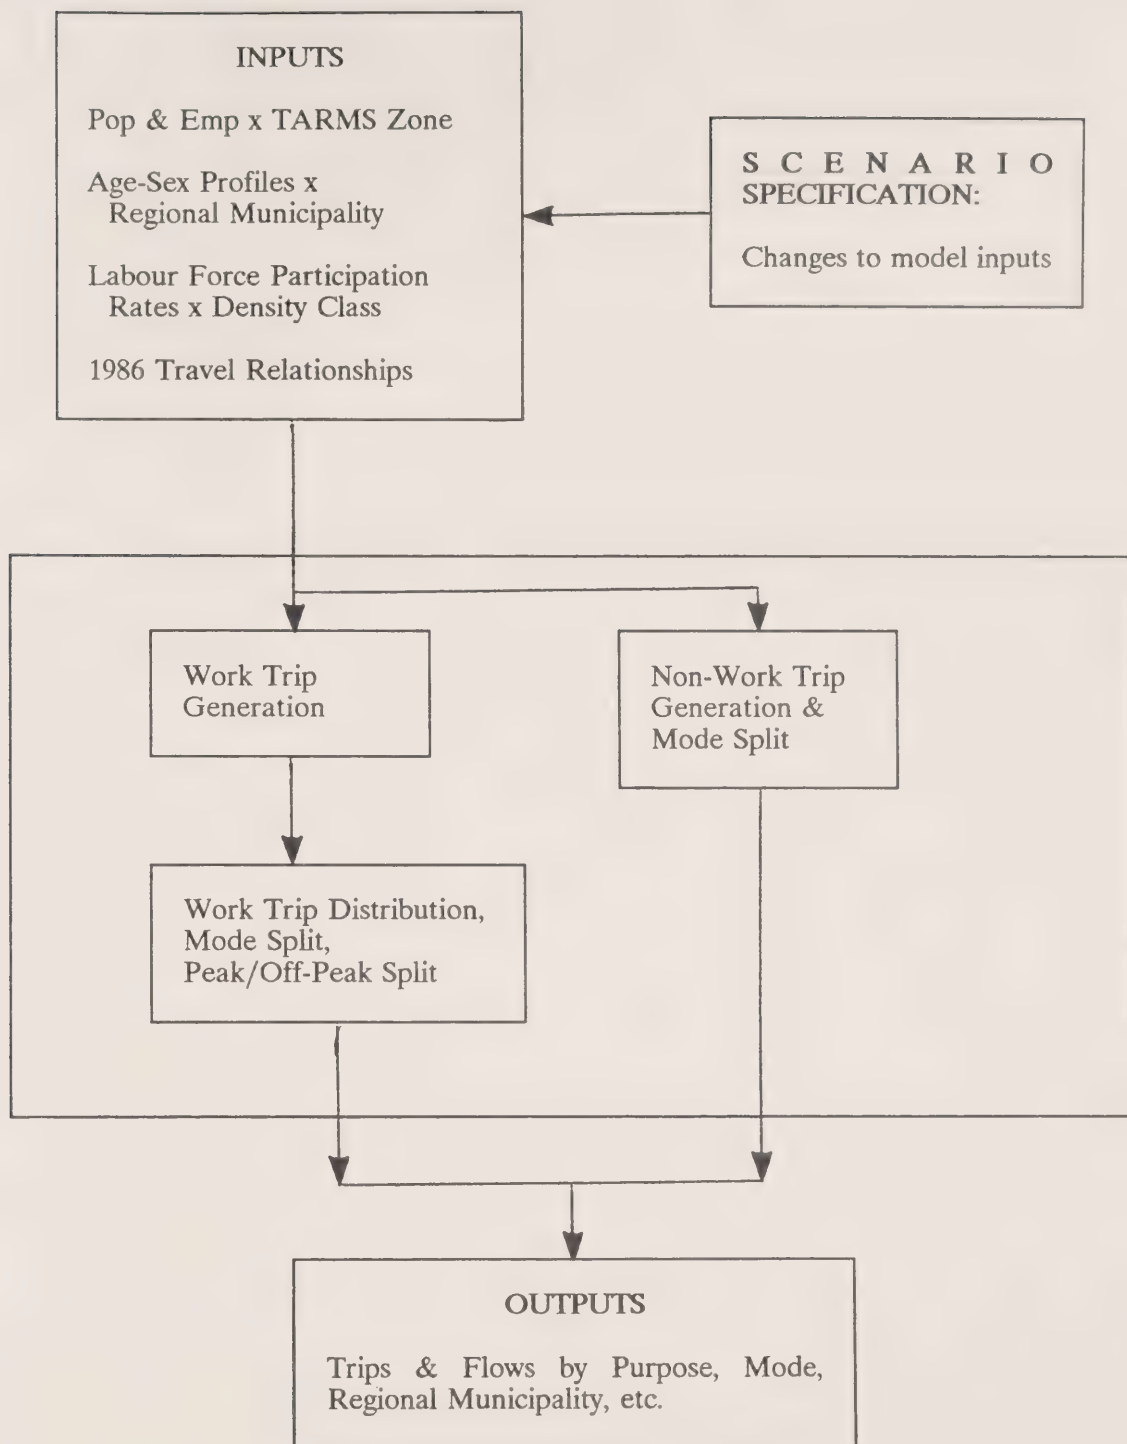 INPUTS
Pop & Emp x TARMS Zone
Age-Sex Profiles x
Regional Municipality
Labour Force Participation
Rates x Density Class
1986 Travel Relationships
S C E N A R I O
SPECIFICATION:
Changes to model inputs
Work Trip
Generation
Non-Work Trip
Generation &
Mode Split
Work Trip Distribution,
Mode Split,
Peak/Off-Peak Split
OUTPUTS
Trips & Flows by Purpose, Mode,
Regional Municipality, etc.